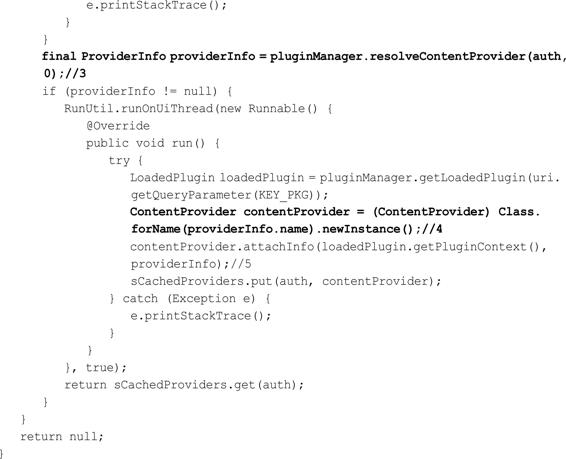 e.printStackTrace();
}
}
final ProviderInfo providerInfo = pluginManager.resolveContentProvider(auth,
0);//3
if (providerInfo != null) {
RunUtil.runOnUiThread(new Runnable() {
@Override
public void run() {
try {
LoadedPlugin loadedPlugin = pluginManager.getLoadedPlugin(uri.
getQueryParameter(KEY_PKG));
ContentProvider contentProvider = (ContentProvider) Class.
forName(providerInfo.name).newInstance();//4
contentProvider.attachInfo(loadedPlugin.getPluginContext(),
providerInfo);//5
sCachedProviders.put(auth, contentProvider);
} catch (Exception e) {
e.printStackTrace();
}
}
}, true);
return sCachedProviders.get(auth);
}
}
return null;
}